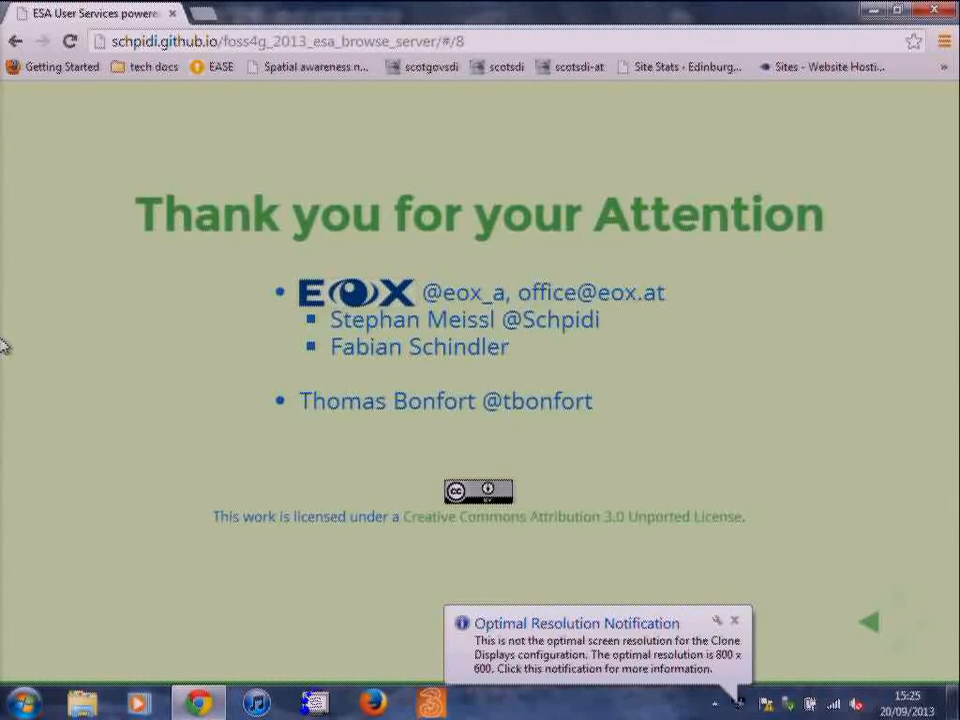 ESA User Services powere
schpidi.github.io/foss4g_2013_esa_browse_server/#/8
Getting Started tech docs EASE Spatial awareness n... scotgovsdi scotsdi scotsdi-at Site Stats - Edinburg... Sites - Website Hosti... »
Thank you for your Attention
EOX @eox_a, office@eox.at
Stephan Meissl @Schpidi
Fabian Schindler
Thomas Bonfort @tbonfort
cc
BY
This work is licensed under a Creative Commons Attribution 3.0 Unported License.
Optimal Resolution Notification
This is not the optimal screen resolution for the Clone
Displays configuration. The optimal resolution is 800 x
600. Click this notification for more information.
15:25
20/09/2013